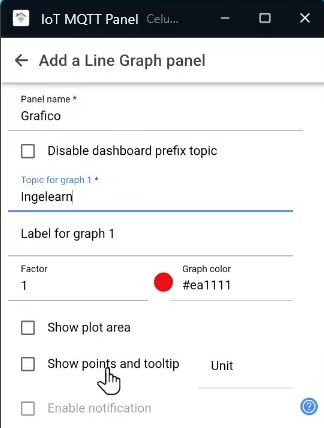 IoT MQTT Panel Celu...
Add a Line Graph panel
Panel name *
Grafico
Disable dashboard prefix topic
Topic for graph 1 *
Ingelearn
Label for graph 1
Factor Graph color
1 #ea1111
Show plot area
Show points and tooltip Unit
Enable notification
?